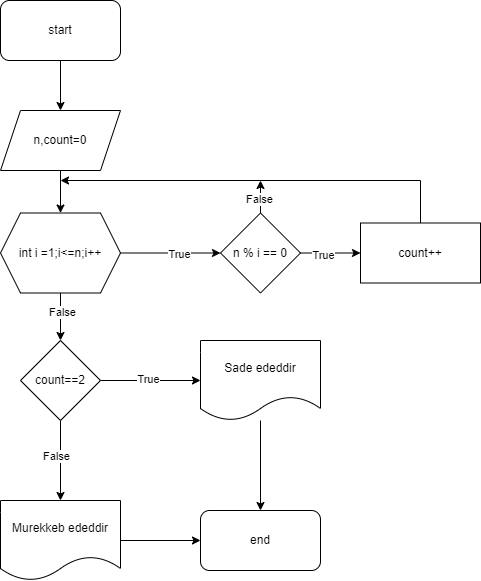 start
n,count=0
False
int i =1;i<=n;i++
True
n % i == 0
True
count++
False
count==2
True
Sade ededdir
False
Murekkeb ededdir
end